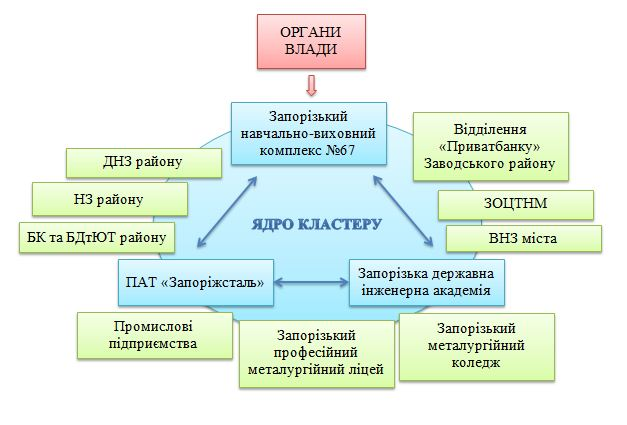 ОРГАНИ
ВЛАДИ
Запорізький
навчально-виховний
комплекс №67
Відділення
«Приватбанку»
Заводського району
ДНЗ району
НЗ району
ЗОЦТНМ
БК та БДтЮТ району
ЯДРО КЛАСТЕРУ
ВНЗ міста
ПАТ «Запоріжсталь»
Запорізька державна
інженерна академія
Промислові
підприємства
Запорізький
професійний
металургійний ліцей
Запорізький
металургійний
коледж